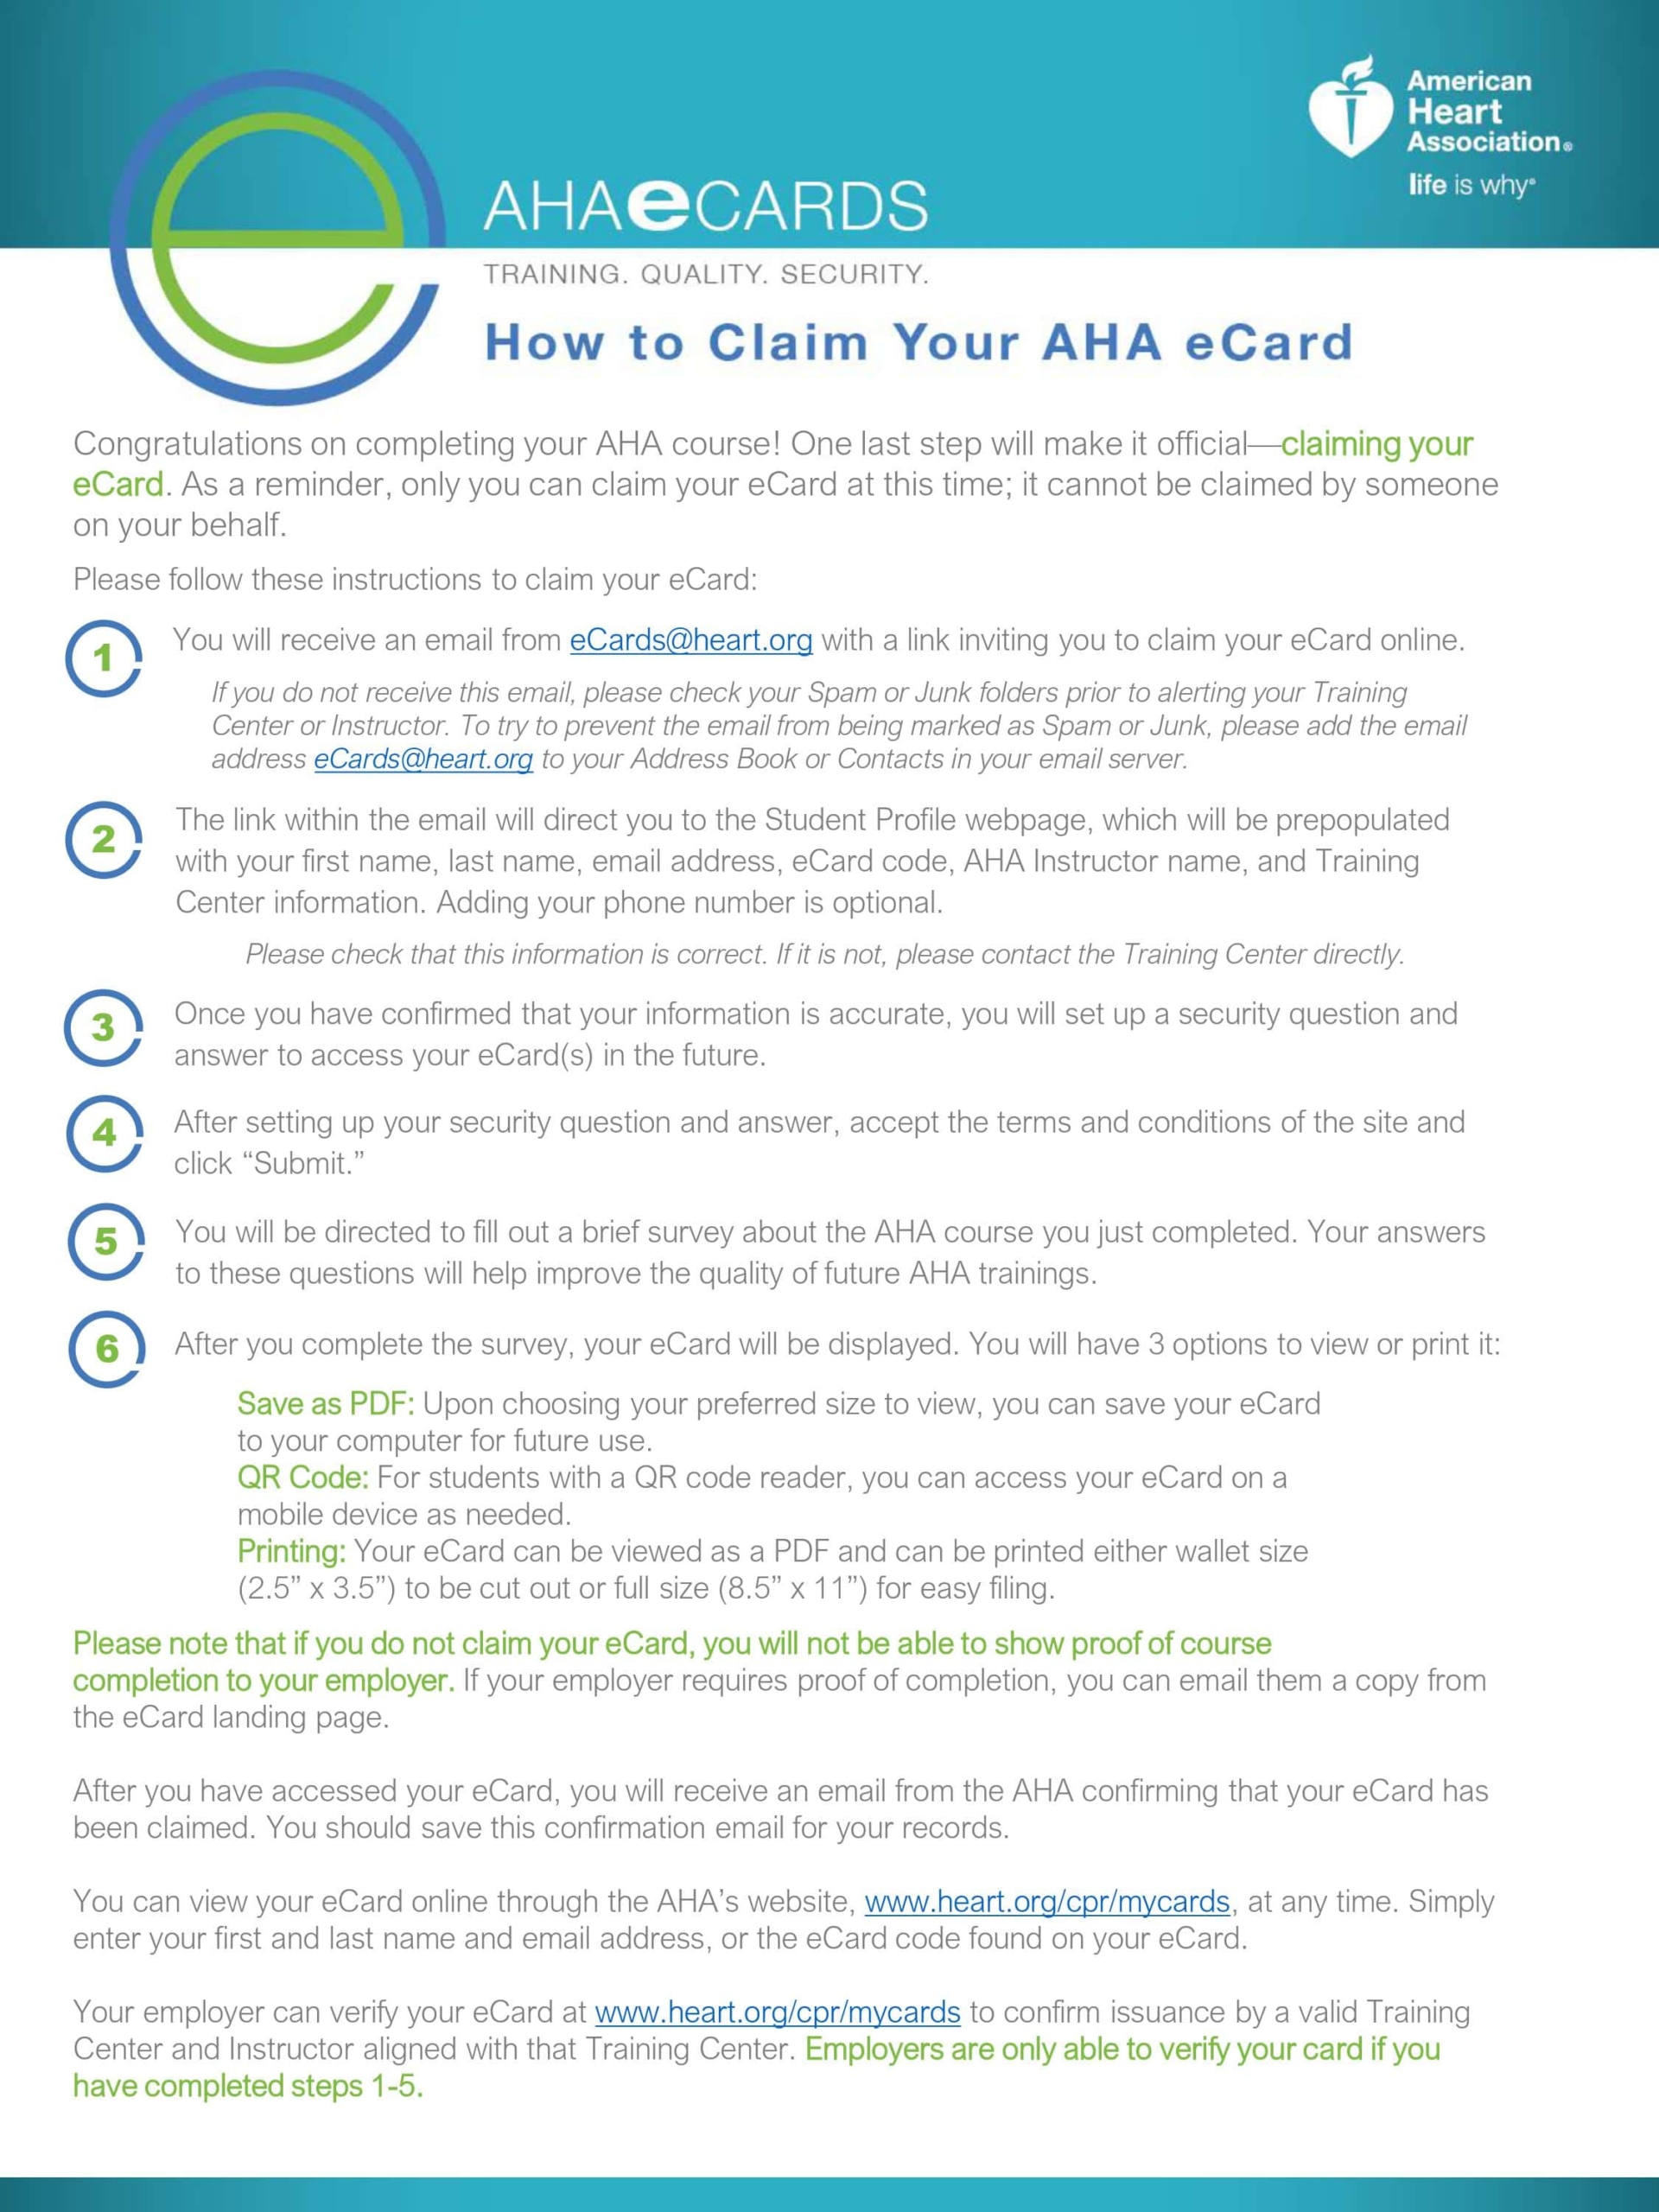 American
Heart
Association®
life is why®
AHAeCARDS
TRAINING. QUALITY. SECURITY.
How to Claim Your AHA eCard
Congratulations on completing your AHA course! One last step will make it official—claiming your
eCard. As a reminder, only you can claim your eCard at this time; it cannot be claimed by someone
on your behalf.
Please follow these instructions to claim your eCard:
1 You will receive an email from eCards@heart.org with a link inviting you to claim your eCard online.
If you do not receive this email, please check your Spam or Junk folders prior to alerting your Training
Center or Instructor. To try to prevent the email from being marked as Spam or Junk, please add the email
address eCards@heart.org to your Address Book or Contacts in your email server.
2 The link within the email will direct you to the Student Profile webpage, which will be prepopulated
with your first name, last name, email address, eCard code, AHA Instructor name, and Training
Center information. Adding your phone number is optional.
Please check that this information is correct. If it is not, please contact the Training Center directly.
3 Once you have confirmed that your information is accurate, you will set up a security question and
answer to access your eCard(s) in the future.
4 After setting up your security question and answer, accept the terms and conditions of the site and
click “Submit.”
5 You will be directed to fill out a brief survey about the AHA course you just completed. Your answers
to these questions will help improve the quality of future AHA trainings.
6 After you complete the survey, your eCard will be displayed. You will have 3 options to view or print it:
Save as PDF: Upon choosing your preferred size to view, you can save your eCard
to your computer for future use.
QR Code: For students with a QR code reader, you can access your eCard on a
mobile device as needed.
Printing: Your eCard can be viewed as a PDF and can be printed either wallet size
(2.5” x 3.5”) to be cut out or full size (8.5” x 11”) for easy filing.
Please note that if you do not claim your eCard, you will not be able to show proof of course
completion to your employer. If your employer requires proof of completion, you can email them a copy from
the eCard landing page.
After you have accessed your eCard, you will receive an email from the AHA confirming that your eCard has
been claimed. You should save this confirmation email for your records.
You can view your eCard online through the AHA’s website, www.heart.org/cpr/mycards, at any time. Simply
enter your first and last name and email address, or the eCard code found on your eCard.
Your employer can verify your eCard at www.heart.org/cpr/mycards to confirm issuance by a valid Training
Center and Instructor aligned with that Training Center. Employers are only able to verify your card if you
have completed steps 1-5.